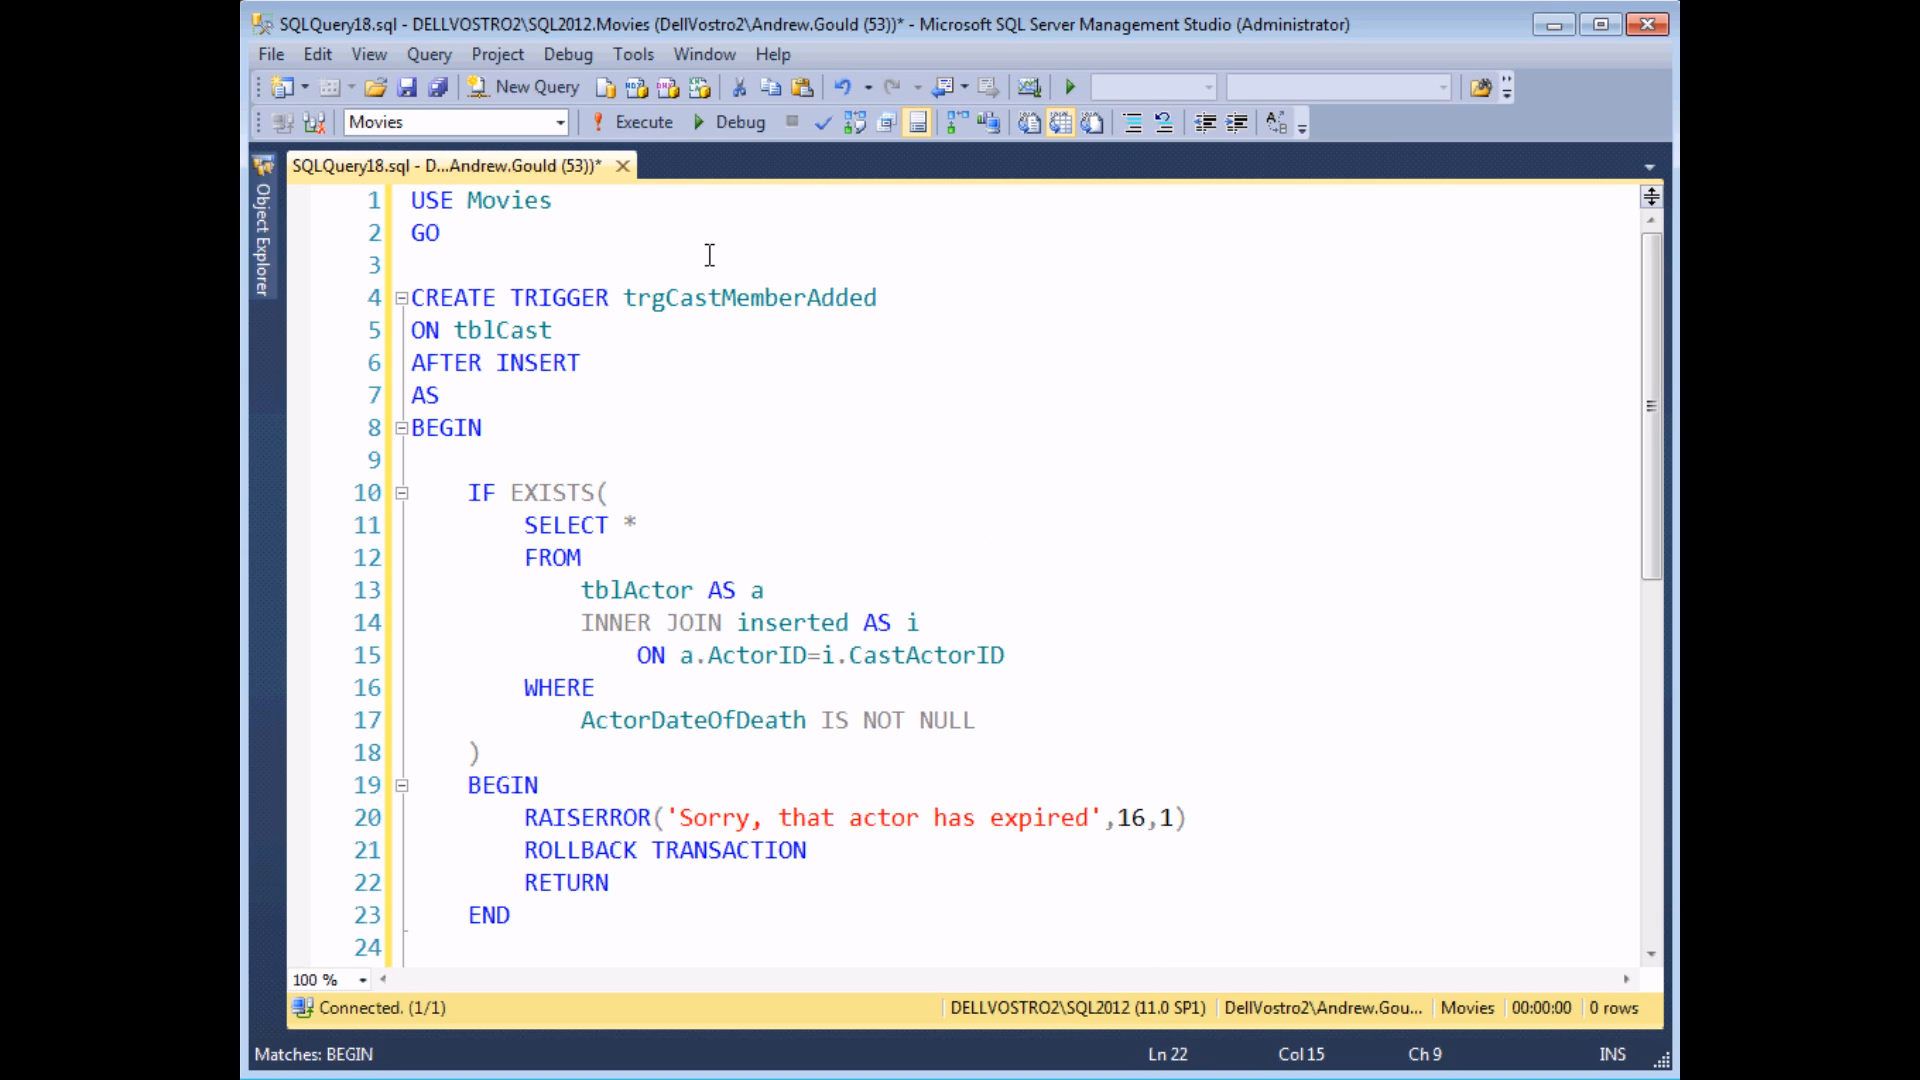 SQLQuery18.sql - DELLVOSTRO2\SQL2012.Movies (DellVostro2\Andrew.Gould (53))* - Microsoft SQL Server Management Studio (Administrator)
File Edit View Query Project Debug Tools Window Help
New Query
Movies Execute Debug
SQLQuery18.sql - D...Andrew.Gould (53))*
Object Explorer
1 USE Movies
2 GO
3
4 CREATE TRIGGER trgCastMemberAdded
5 ON tblCast
6 AFTER INSERT
7 AS
8 BEGIN
9
10 IF EXISTS(
11 SELECT *
12 FROM
13 tblActor AS a
14 INNER JOIN inserted AS i
15 ON a.ActorID=i.CastActorID
16 WHERE
17 ActorDateOfDeath IS NOT NULL
18 )
19 BEGIN
20 RAISERROR('Sorry, that actor has expired',16,1)
21 ROLLBACK TRANSACTION
22 RETURN
23 END
24
100 %
Connected. (1/1) DELLVOSTRO2\SQL2012 (11.0 SP1) DellVostro2\Andrew.Gou... Movies 00:00:00 0 rows
Matches: BEGIN Ln 22 Col 15 Ch 9 INS